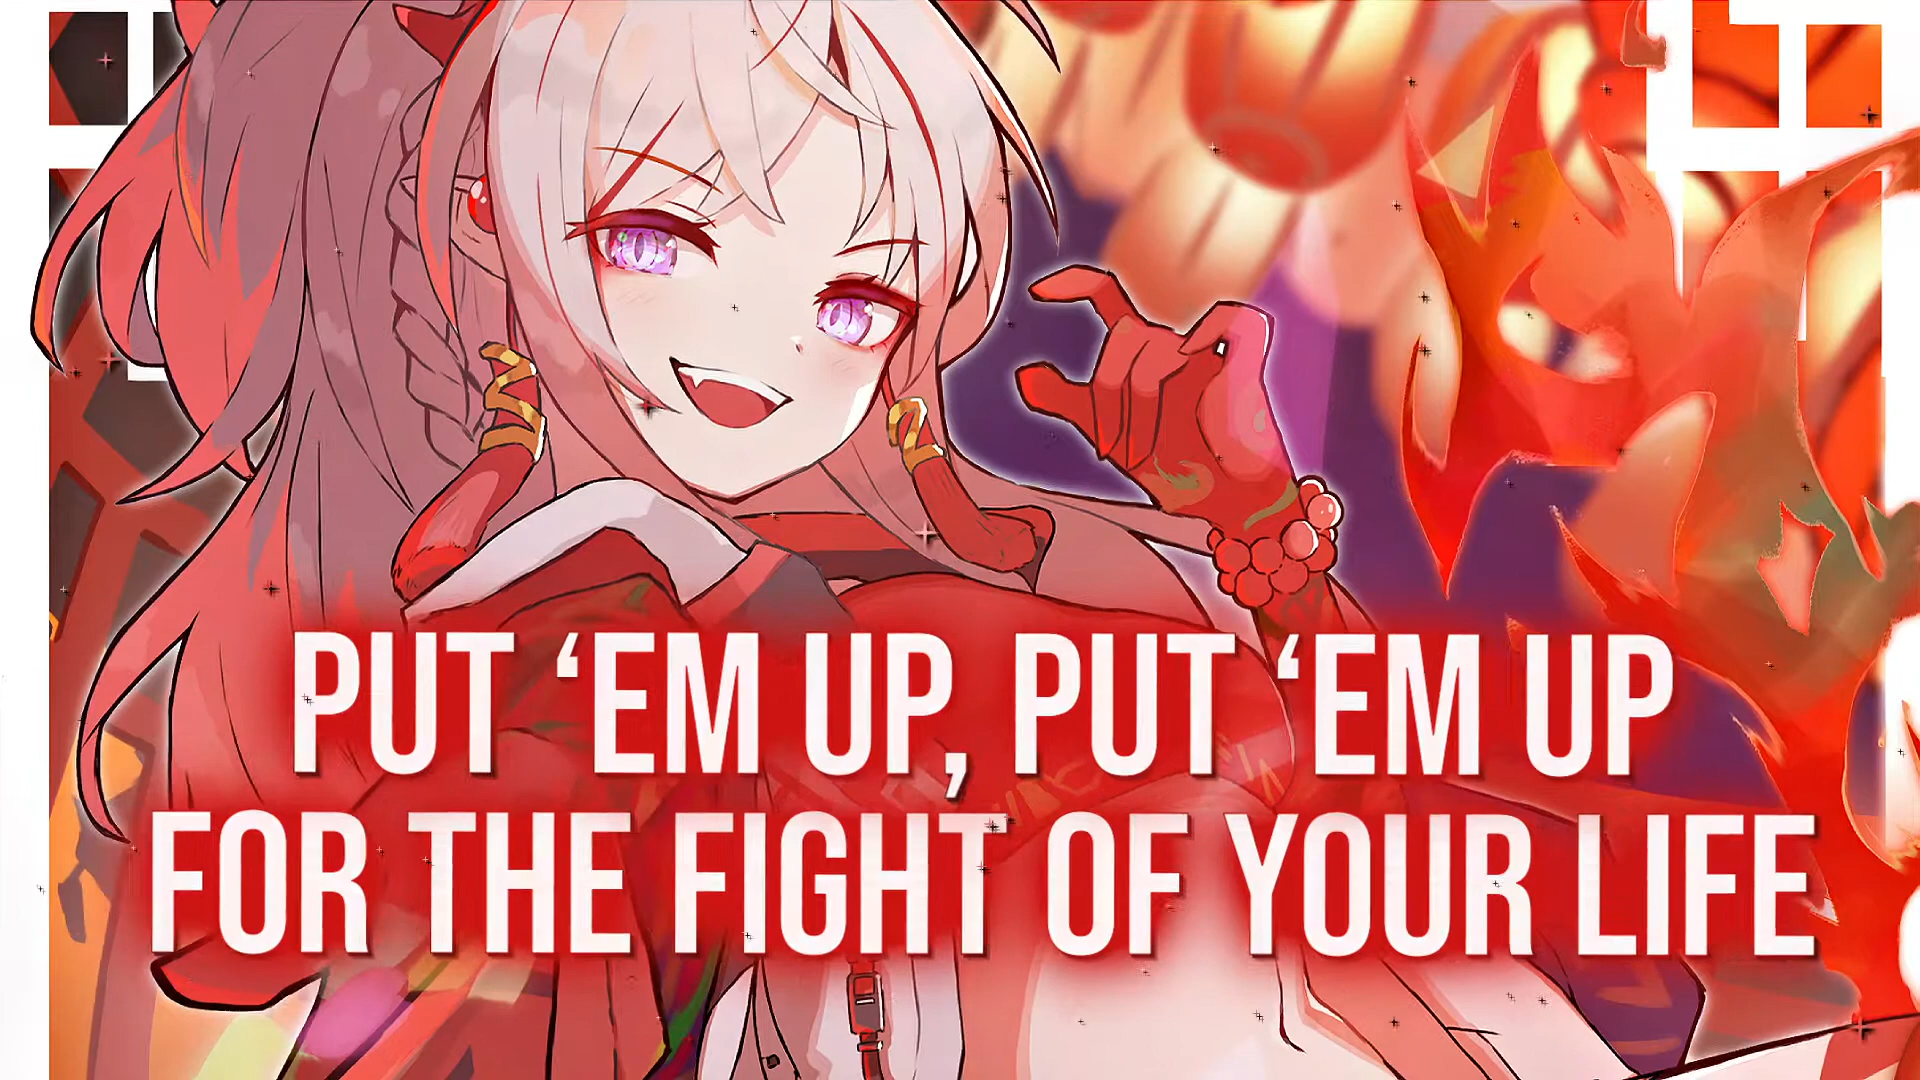 PUT ‘EM UP, PUT ‘EM UP
FOR THE FIGHT OF YOUR LIFE